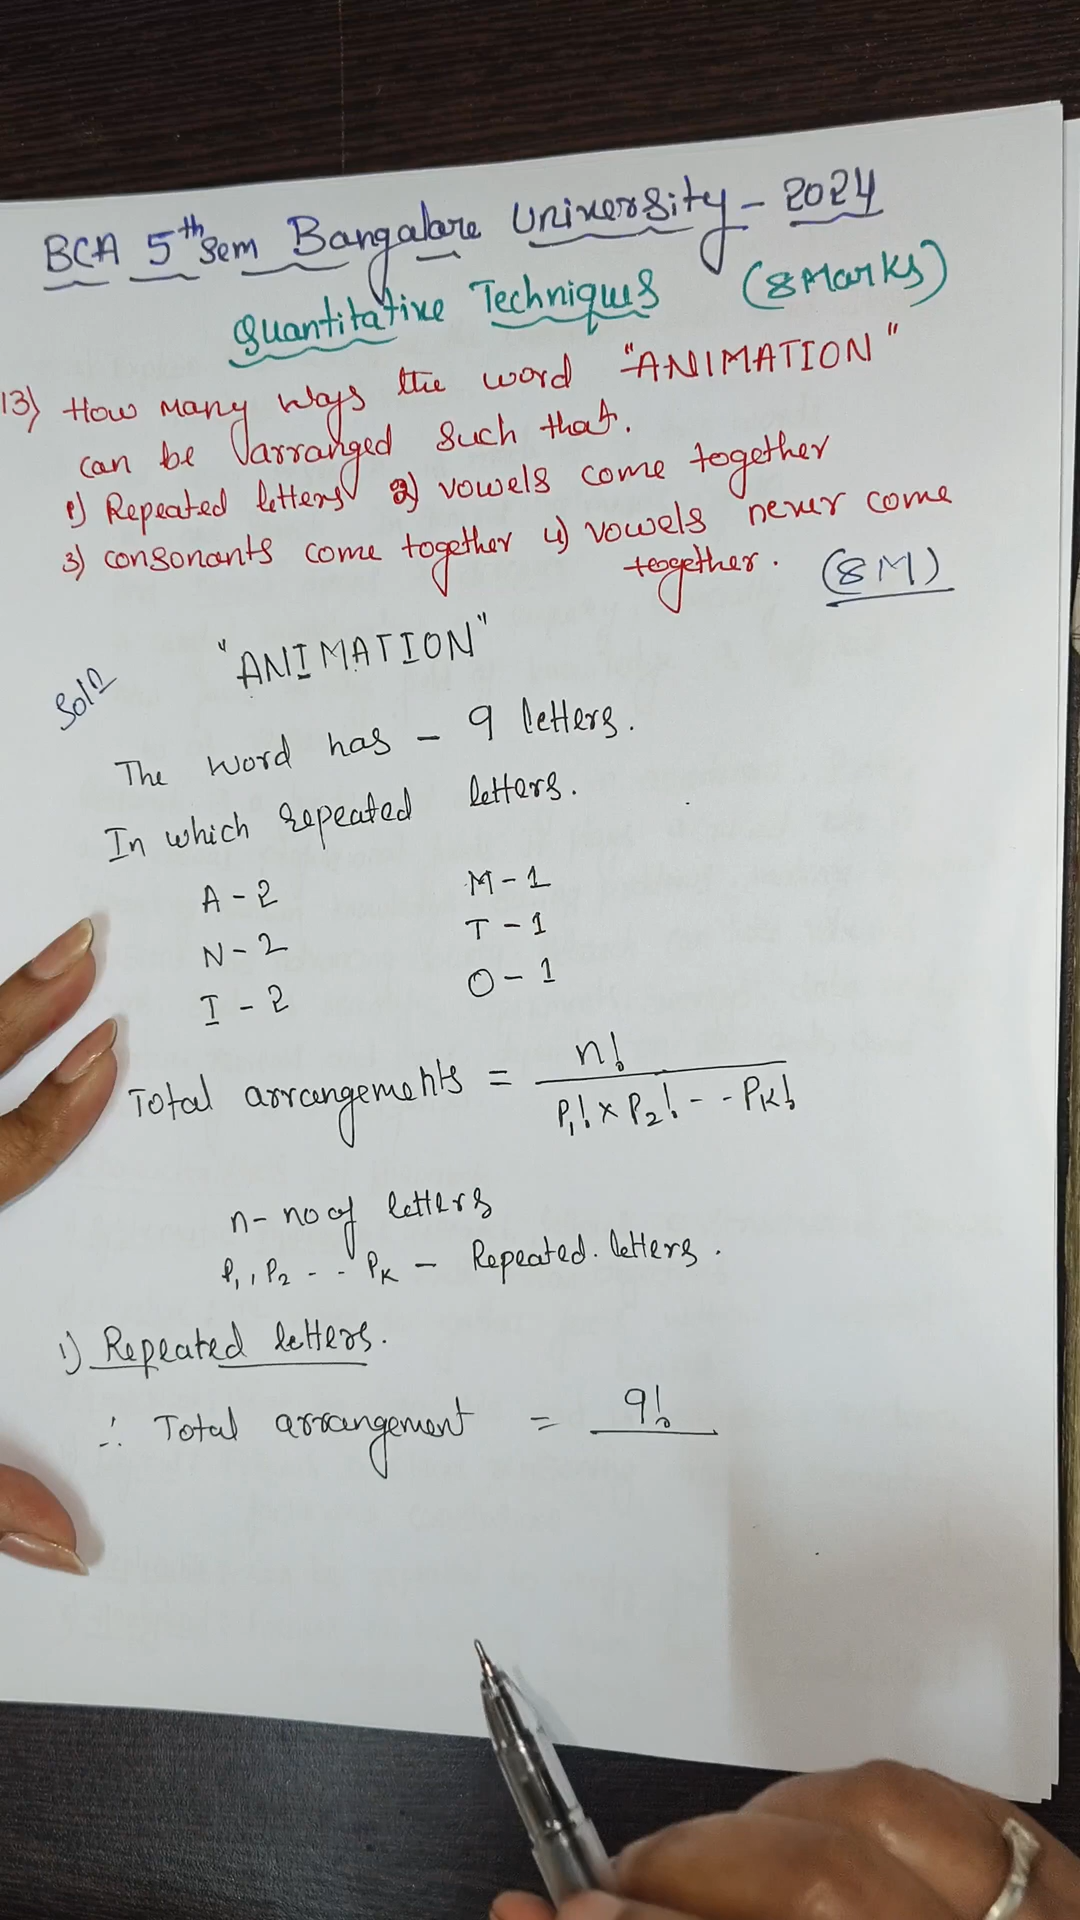 BCA 5th Sem Bangalore University - 2024
Quantitative Techniques (8 Marks)
13) How many ways the word "ANIMATION"
can be arranged such that.
1) Repeated letters 2) vowels come together
3) consonants come together 4) vowels never come
together. (8M)
Soln "ANIMATION"
The word has - 9 letters.
In which repeated letters.
A - 2 M - 1
N - 2 T - 1
I - 2 O - 1
Total arrangements = n! / P1! × P2! - - PK!
n - no of letters
P1, P2 - - PK - Repeated letters.
1) Repeated letters.
∴ Total arrangement = 9!